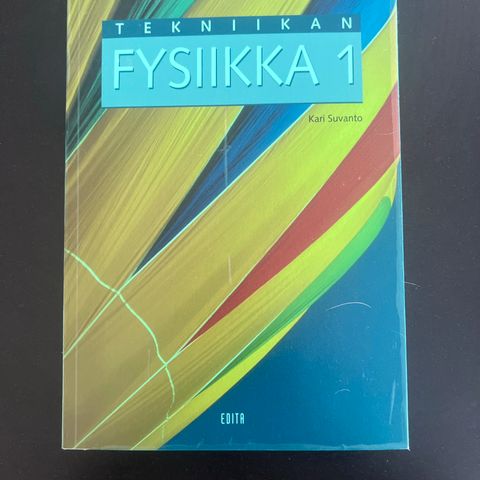 TEKNIIKAN
FYSIIKKA 1
Kari Suvanto
EDITA